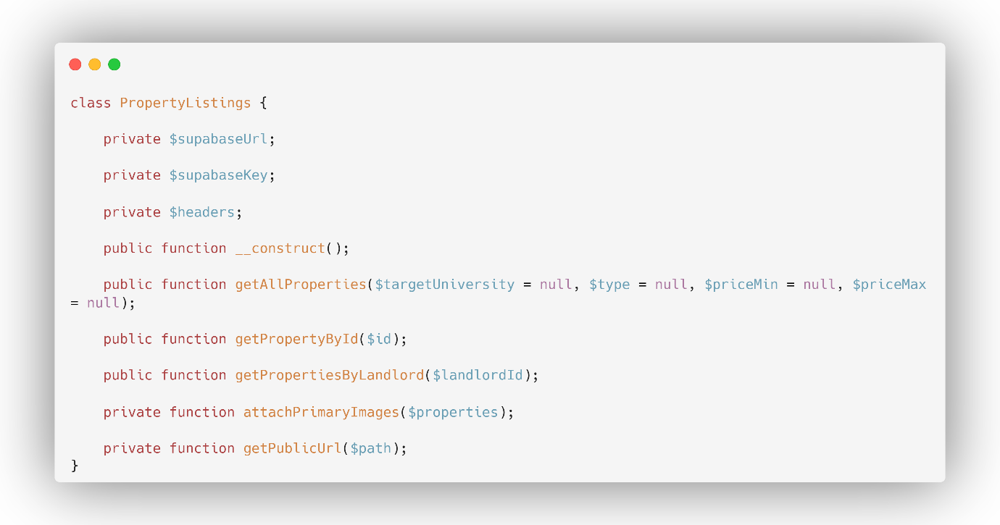 class PropertyListings {
    private $supabaseUrl;
    private $supabaseKey;
    private $headers;
    public function __construct();
    public function getAllProperties($targetUniversity = null, $type = null, $priceMin = null, $priceMax
= null);
    public function getPropertyById($id);
    public function getPropertiesByLandlord($landlordId);
    private function attachPrimaryImages($properties);
    private function getPublicUrl($path);
}